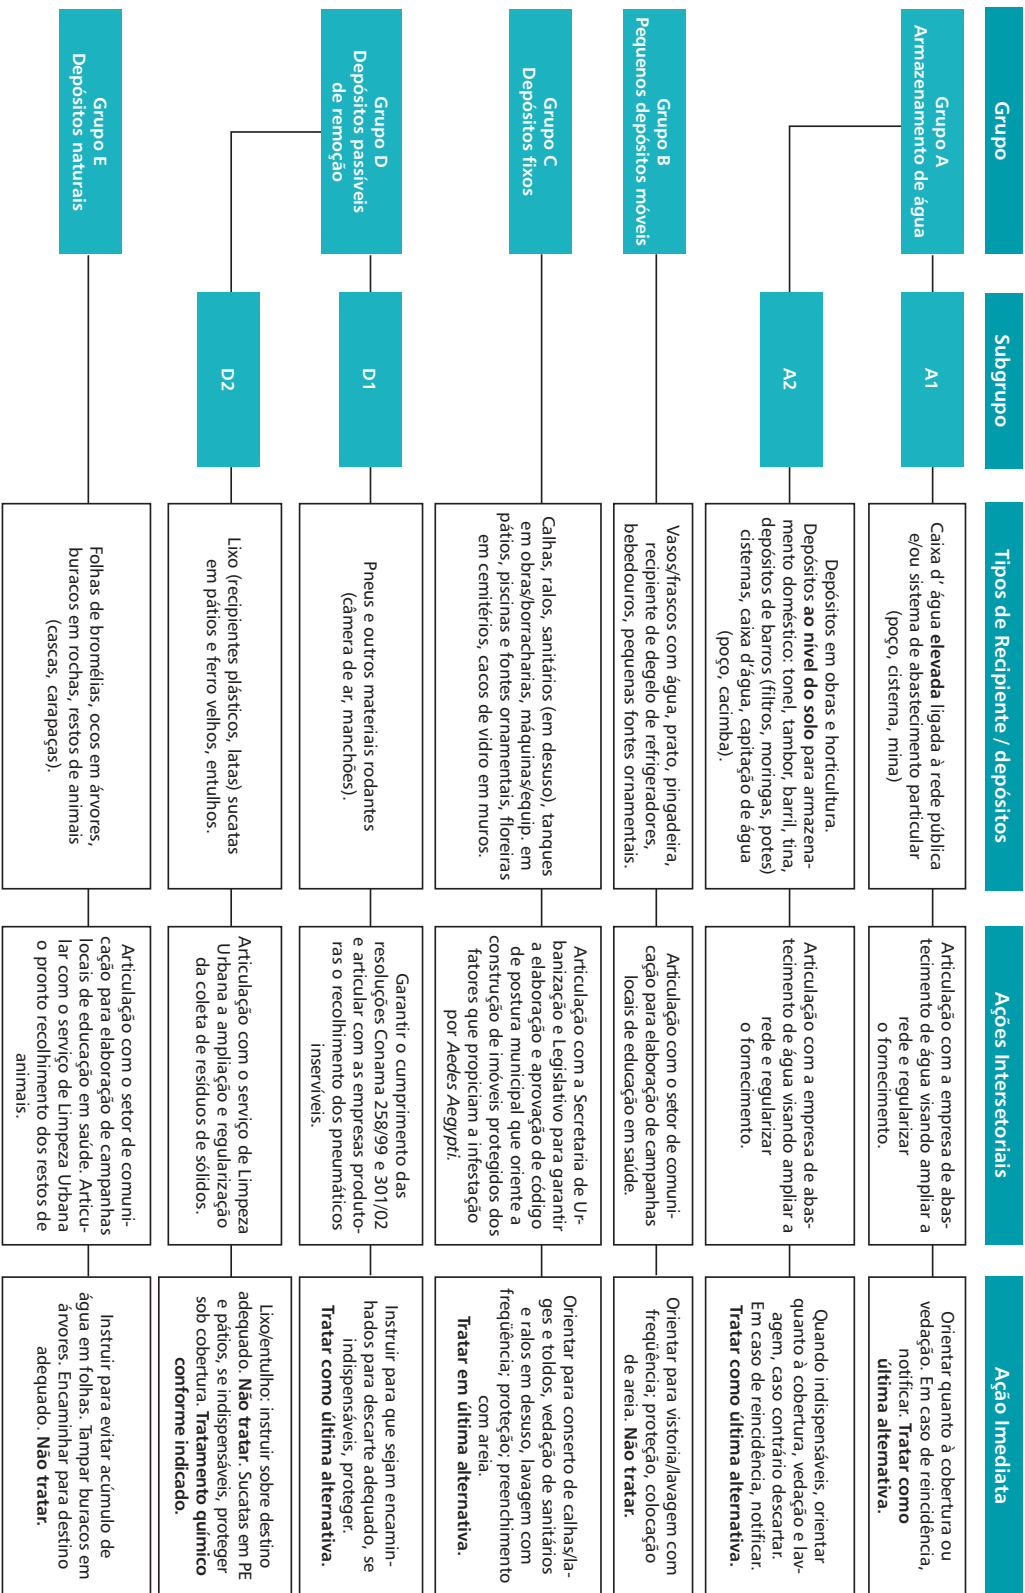 Grupo
Subgrupo
Tipos de Recipiente / depósitos
Ações Intersetoriais
Ação Imediata
Grupo A
Armazenamento de água
A1
Caixa d' água elevada ligada à rede pública
e/ou sistema de abastecimento particular
(poço, cisterna, mina)
Articulação com a empresa de abas-
tecimento de água visando ampliar a
rede e regularizar
o fornecimento.
Orientar quanto à cobertura ou
vedação. Em caso de reincidência,
notificar. Tratar como
última alternativa.
A2
Depósitos em obras e horticultura.
Depósitos ao nível do solo para armazena-
mento doméstico: tonel, tambor, barril, tina,
depósitos de barros (filtros, moringas, potes)
cisternas, caixa d'água, capitação de água
(poço, cacimba).
Articulação com a empresa de abas-
tecimento de água visando ampliar a
rede e regularizar
o fornecimento.
Quando indispensáveis, orientar
quanto à cobertura, vedação e lav-
agem, caso contrário descartar.
Em caso de reincidência, notificar.
Tratar como última alternativa.
Grupo B
Pequenos depósitos móveis
Vasos/frascos com água, prato, pingadeira,
recipiente de degelo de refrigeradores,
bebedouros, pequenas fontes ornamentais.
Articulação com o setor de comuni-
cação para elaboração de campanhas
locais de educação em saúde.
Orientar para vistoria/lavagem com
freqüência; proteção, colocação
de areia. Não tratar.
Grupo C
Depósitos fixos
Calhas, ralos, sanitários (em desuso), tanques
em obras/borracharias, máquinas/equip. em
pátios, piscinas e fontes ornamentais, floreiras
em cemitérios, cacos de vidro em muros.
Articulação com a Secretaria de Ur-
banização e Legislativo para garantir
a elaboração e aprovação de código
de postura municipal que oriente a
construção de imóveis protegidos dos
fatores que propiciam a infestação
por Aedes Aegypti.
Orientar para conserto de calhas/la-
ges e toldos, vedação de sanitários
e ralos em desuso, lavagem com
freqüência; proteção; preenchimento
com areia.
Tratar em última alternativa.
Grupo D
Depósitos passíveis
de remoção
D1
Pneus e outros materiais rodantes
(câmera de ar, manchões).
Garantir o cumprimento das
resoluções Conama 258/99 e 301/02
e articular com as empresas produto-
ras o recolhimento dos pneumáticos
inservíveis.
Instruir para que sejam encamin-
hados para descarte adequado, se
indispensáveis, proteger.
Tratar como última alternativa.
D2
Lixo (recipientes plásticos, latas) sucatas
em pátios e ferro velhos, entulhos.
Articulação com o serviço de Limpeza
Urbana a ampliação e regularização
da coleta de resíduos de sólidos.
Lixo/entulho: instruir sobre destino
adequado. Não tratar. Sucatas em PE
e pátios, se indispensáveis, proteger
sob cobertura. Tratamento químico
conforme indicado.
Grupo E
Depósitos naturais
Folhas de bromélias, ocos em árvores,
buracos em rochas, restos de animais
(cascas, carapaças).
Articulação com o setor de comuni-
cação para elaboração de campanhas
locais de educação em saúde. Articu-
lar com o serviço de Limpeza Urbana
o pronto recolhimento dos restos de
animais.
Instruir para evitar acúmulo de
água em folhas. Tampar buracos em
árvores. Encaminhar para destino
adequado. Não tratar.